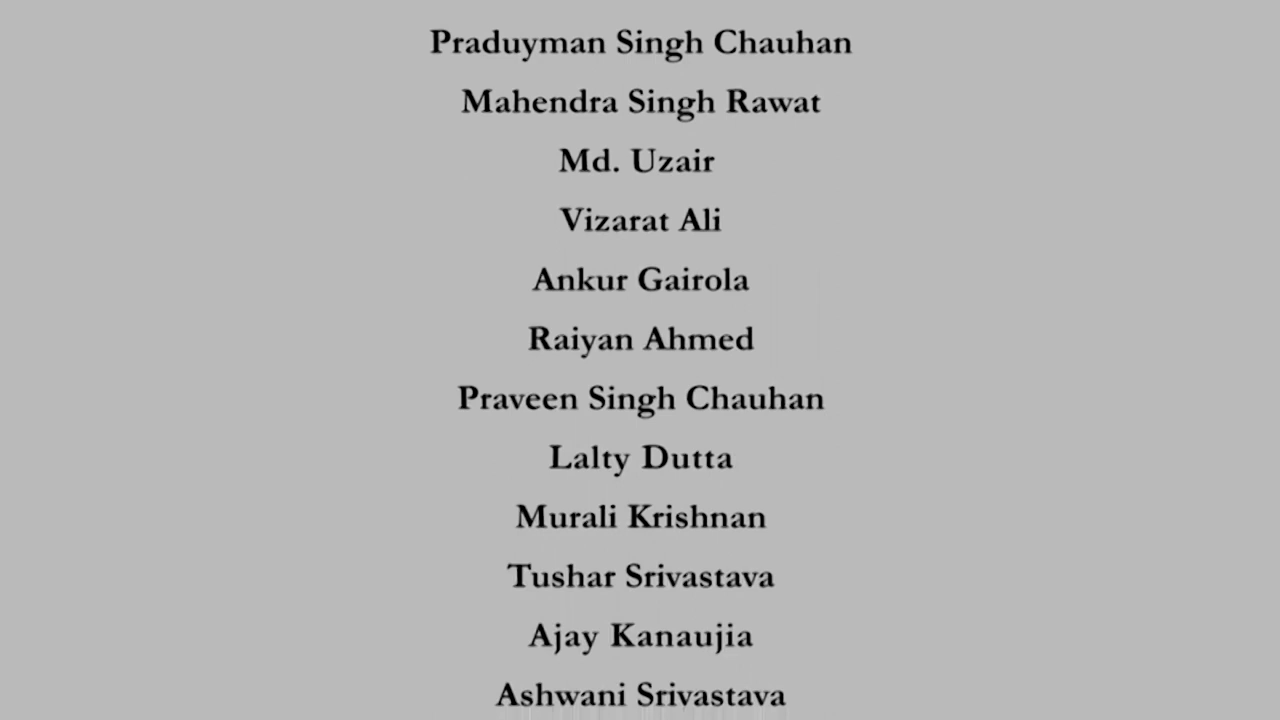 Praduyman Singh Chauhan
Mahendra Singh Rawat
Md. Uzair
Vizarat Ali
Ankur Gairola
Raiyan Ahmed
Praveen Singh Chauhan
Lalty Dutta
Murali Krishnan
Tushar Srivastava
Ajay Kanaujia
Ashwani Srivastava